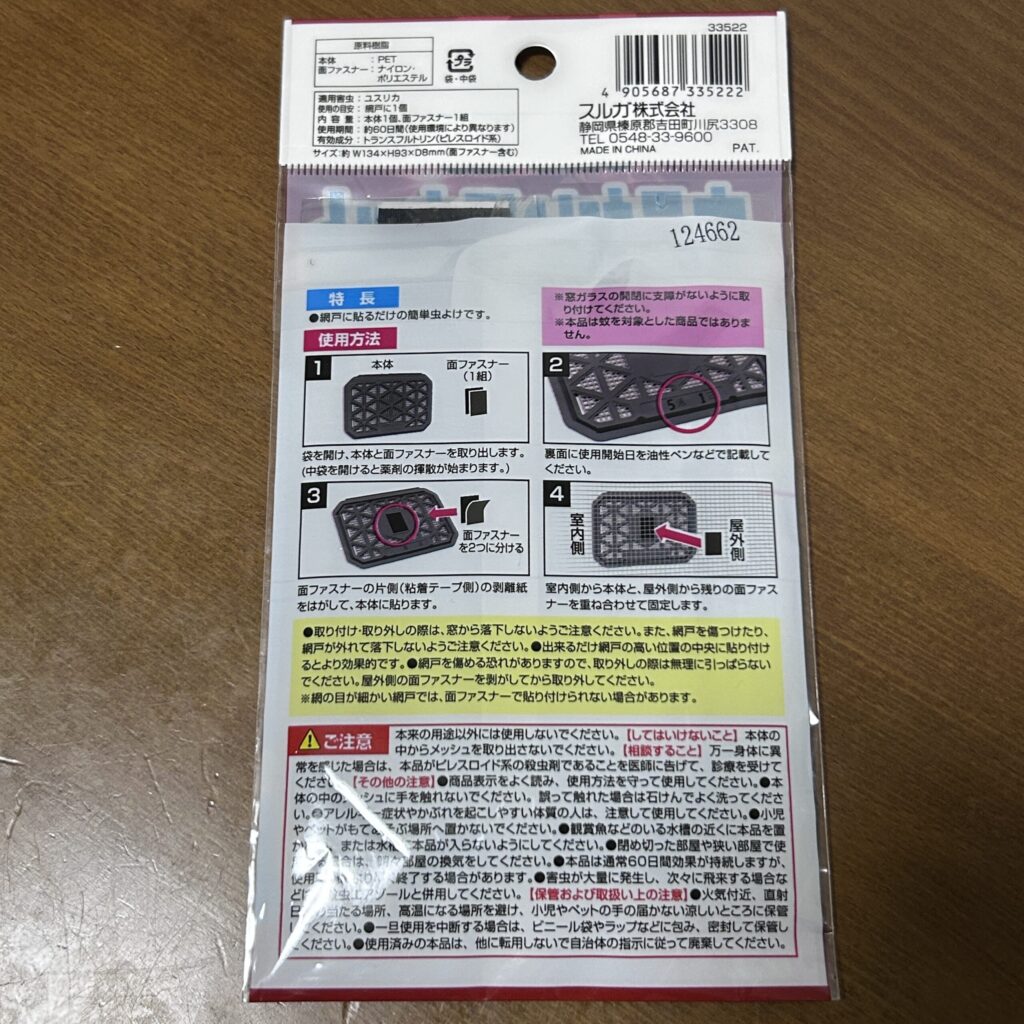 33522
原料樹脂
本体 : PET
面ファスナー : ナイロン・
ポリエステル
プラ
袋・中袋
4 905687 335222
適用害虫 : ユスリカ
使用の目安 : 網戸に1個
内容量 : 本体1個、面ファスナー1組
使用期間 : 約60日間(使用環境により異なります)
有効成分 : トランスフルトリン(ピレスロイド系)
サイズ:約 W134×H93×D8mm(面ファスナー含む)
スルガ株式会社
静岡県榛原郡吉田町川尻3308
TEL 0548-33-9600
MADE IN CHINA PAT.
124662
特長
●網戸に貼るだけの簡単虫よけです。
※窓ガラスの開閉に支障がないように取
り付けてください。
※本品は蚊を対象とした商品ではありま
せん。
使用方法
1 本体 面ファスナー
(1組)
袋を開け、本体と面ファスナーを取り出します。
(中袋を開けると薬剤の揮散が始まります。)
2
裏面に使用開始日を油性ペンなどで記載して
ください。
3
面ファスナー
を2つに分ける
面ファスナーの片側(粘着テープ側)の剥離紙
をはがして、本体に貼ります。
4
室内側
屋外側
室内側から本体と、屋外側から残りの面ファス
ナーを重ね合わせて固定します。
●取り付け・取り外しの際は、窓から落下しないようご注意ください。また、網戸を傷つけたり、
網戸が外れて落下しないようご注意ください。●出来るだけ網戸の高い位置の中央に貼り付け
るとより効果的です。●網戸を傷める恐れがありますので、取り外しの際は無理に引っぱらない
でください。屋外側の面ファスナーを剥がしてから取り外してください。
※網の目が細かい網戸では、面ファスナーで貼り付けられない場合があります。
ご注意
本来の用途以外には使用しないでください。【してはいけないこと】本体の
中からメッシュを取り出さないでください。【相談すること】万一身体に異
常を感じた場合は、本品がピレスロイド系の殺虫剤であることを医師に告げて、診療を受けて
ください。【その他の注意】●商品表示をよく読み、使用方法を守って使用してください。●本
体の中のメッシュに手を触れないでください。誤って触れた場合は石けんでよく洗ってくださ
い。●アレルギー症状やかぶれを起こしやすい体質の人は、注意して使用してください。●小児
やペットがもてあそぶ場所へ置かないでください。●観賞魚などのいる水槽の近くに本品を置
かない、または水槽に本品が入らないようにしてください。●閉め切った部屋や狭い部屋で使
場合は、時々部屋の換気をしてください。●本品は通常60日間効果が持続しますが、
使用 終了する場合があります。●害虫が大量に発生し、次々に飛来する場合な
どは 虫エアゾールと併用してください。【保管および取扱い上の注意】●火気付近、直射
日 の当たる場所、高温になる場所を避け、小児やペットの手の届かない涼しいところに保管
してください。●一旦使用を中断する場合は、ビニール袋やラップなどに包み、密封して保管し
てください。●使用済みの本品は、他に転用しないで自治体の指示に従って廃棄してください。